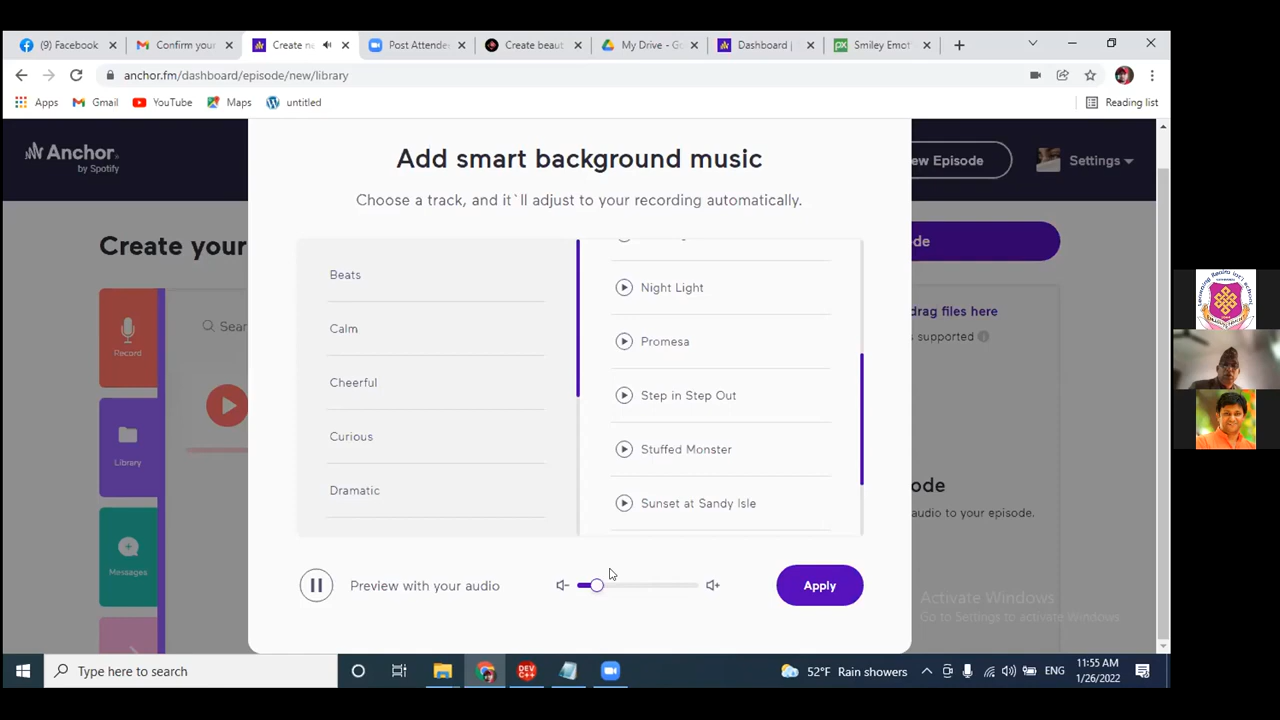 (9) Facebook
Confirm your
Create ne
Post Attende
Create beaut
My Drive - Go
Dashboard
Smiley Emot
anchor.fm/dashboard/episode/new/library
Apps
Gmail
YouTube
Maps
untitled
Reading list
Anchor
by Spotify
ew Episode
Settings
Add smart background music
Choose a track, and it`ll adjust to your recording automatically.
Create your
ode
Record
Library
Messages
Sear
drag files here
s supported
ode
audio to your episode.
Beats
Calm
Cheerful
Curious
Dramatic
Night Light
Promesa
Step in Step Out
Stuffed Monster
Sunset at Sandy Isle
Preview with your audio
Apply
Activate Windows
Go to Settings to activate Windows.
Type here to search
DEV
C++
52°F Rain showers
ENG
11:55 AM
1/26/2022